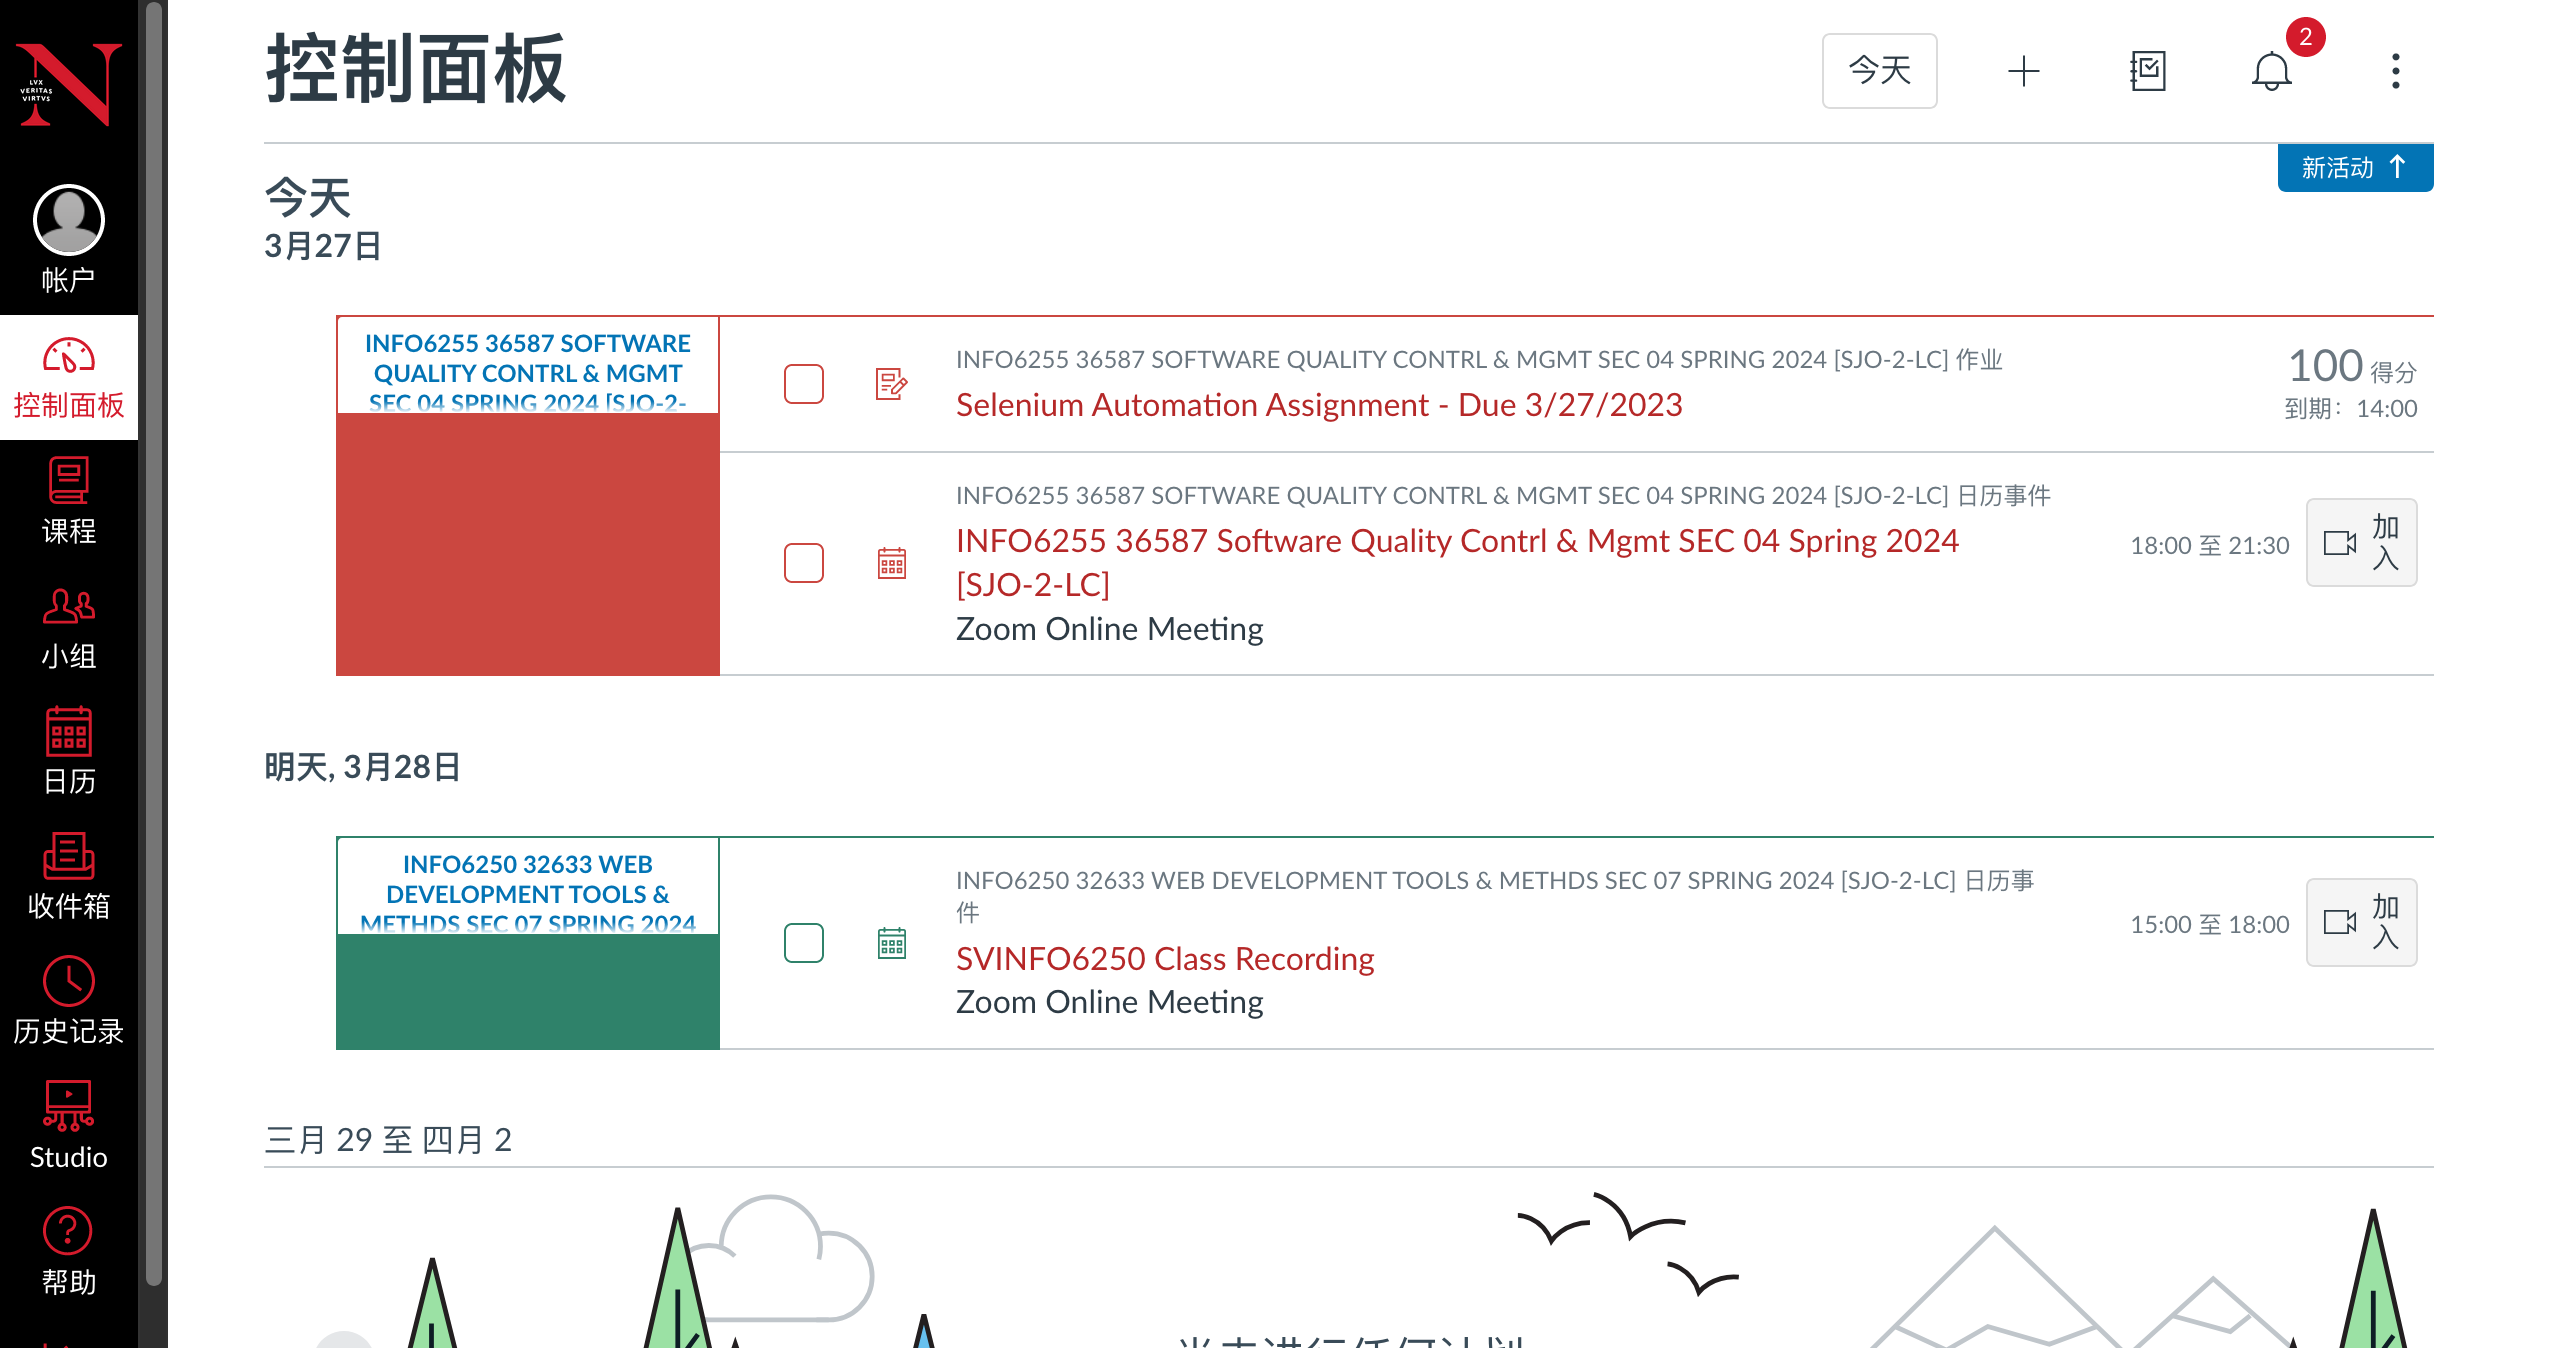 LVX
VERITAS
VIRTVS
帐户
控制面板
课程
小组
日历
收件箱
历史记录
Studio
帮助
控制面板
今天
2
新活动
今天
3月27日
INFO6255 36587 SOFTWARE
QUALITY CONTRL & MGMT
SEC 04 SPRING 2024 [SJO-2-
INFO6255 36587 SOFTWARE QUALITY CONTRL & MGMT SEC 04 SPRING 2024 [SJO-2-LC] 作业
Selenium Automation Assignment - Due 3/27/2023
100 得分
到期：14:00
INFO6255 36587 SOFTWARE QUALITY CONTRL & MGMT SEC 04 SPRING 2024 [SJO-2-LC] 日历事件
INFO6255 36587 Software Quality Contrl & Mgmt SEC 04 Spring 2024
[SJO-2-LC]
Zoom Online Meeting
18:00 至 21:30
加
入
明天, 3月28日
INFO6250 32633 WEB
DEVELOPMENT TOOLS &
METHDS SEC 07 SPRING 2024
INFO6250 32633 WEB DEVELOPMENT TOOLS & METHDS SEC 07 SPRING 2024 [SJO-2-LC] 日历事
件
SVINFO6250 Class Recording
Zoom Online Meeting
15:00 至 18:00
加
入
三月 29 至 四月 2